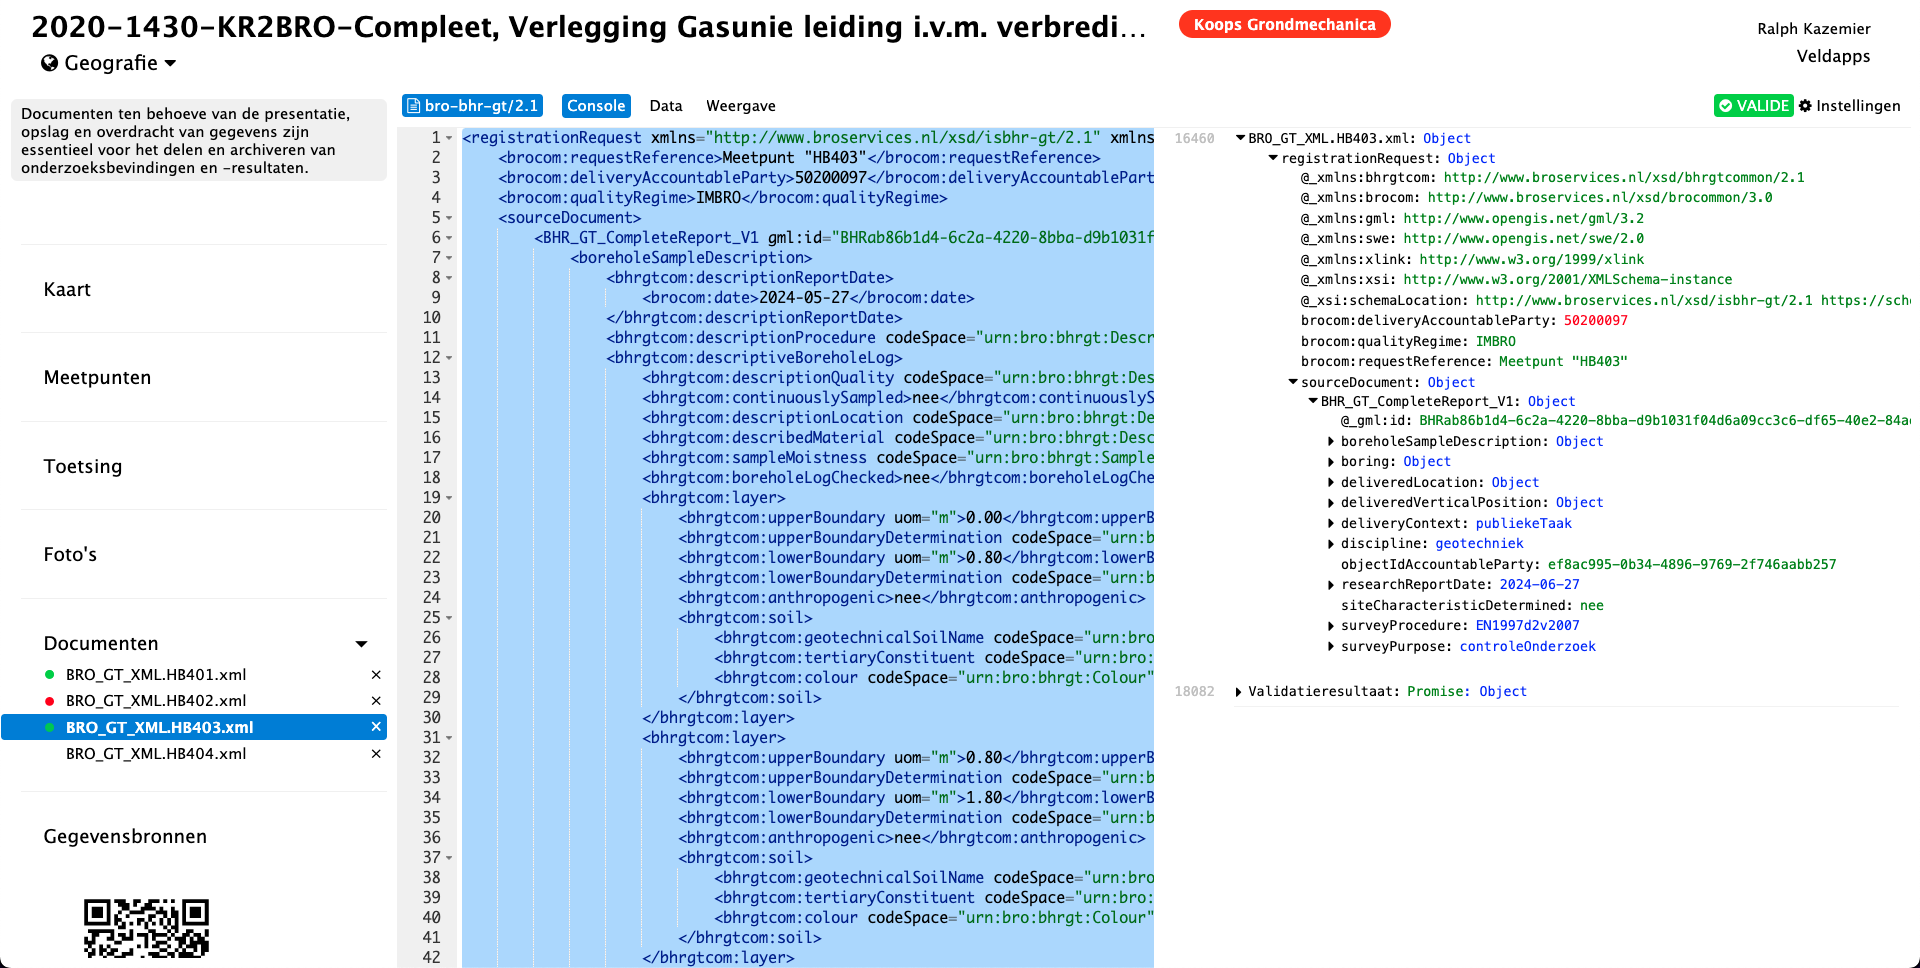 2020-1430-KR2BRO-Compleet, Verlegging Gasunie leiding i.v.m. verbredi...
Koops Grondmechanica
Ralph Kazemier
Veldapps
Geografie
Documenten ten behoeve van de presentatie,
opslag en overdracht van gegevens zijn
essentieel voor het delen en archiveren van
onderzoeksbevindingen en -resultaten.
Kaart
Meetpunten
Toetsing
Foto's
Documenten
BRO_GT_XML.HB401.xml ×
BRO_GT_XML.HB402.xml ×
BRO_GT_XML.HB403.xml ×
BRO_GT_XML.HB404.xml ×
Gegevensbronnen
bro-bhr-gt/2.1 Console Data Weergave
VALIDE Instellingen
1 <registrationRequest xmlns="http://www.broservices.nl/xsd/isbhr-gt/2.1" xmlns
2 <brocom:requestReference>Meetpunt "HB403"</brocom:requestReference>
3 <brocom:deliveryAccountableParty>50200097</brocom:deliveryAccountablePart
4 <brocom:qualityRegime>IMBRO</brocom:qualityRegime>
5 <sourceDocument>
6 <BHR_GT_CompleteReport_V1 gml:id="BHRab86b1d4-6c2a-4220-8bba-d9b1031f
7 <boreholeSampleDescription>
8 <bhrgtcom:descriptionReportDate>
9 <brocom:date>2024-05-27</brocom:date>
10 </bhrgtcom:descriptionReportDate>
11 <bhrgtcom:descriptionProcedure codeSpace="urn:bro:bhrgt:Descr
12 <bhrgtcom:descriptiveBoreholeLog>
13 <bhrgtcom:descriptionQuality codeSpace="urn:bro:bhrgt:Des
14 <bhrgtcom:continuouslySampled>nee</bhrgtcom:continuouslyS
15 <bhrgtcom:descriptionLocation codeSpace="urn:bro:bhrgt:De
16 <bhrgtcom:describedMaterial codeSpace="urn:bro:bhrgt:Desc
17 <bhrgtcom:sampleMoistness codeSpace="urn:bro:bhrgt:Sample
18 <bhrgtcom:boreholeLogChecked>nee</bhrgtcom:boreholeLogChe
19 <bhrgtcom:layer>
20 <bhrgtcom:upperBoundary uom="m">0.00</bhrgtcom:upperB
21 <bhrgtcom:upperBoundaryDetermination codeSpace="urn:b
22 <bhrgtcom:lowerBoundary uom="m">0.80</bhrgtcom:lowerB
23 <bhrgtcom:lowerBoundaryDetermination codeSpace="urn:b
24 <bhrgtcom:anthropogenic>nee</bhrgtcom:anthropogenic>
25 <bhrgtcom:soil>
26 <bhrgtcom:geotechnicalSoilName codeSpace="urn:bro
27 <bhrgtcom:tertiaryConstituent codeSpace="urn:bro:
28 <bhrgtcom:colour codeSpace="urn:bro:bhrgt:Colour"
29 </bhrgtcom:soil>
30 </bhrgtcom:layer>
31 <bhrgtcom:layer>
32 <bhrgtcom:upperBoundary uom="m">0.80</bhrgtcom:upperB
33 <bhrgtcom:upperBoundaryDetermination codeSpace="urn:b
34 <bhrgtcom:lowerBoundary uom="m">1.80</bhrgtcom:lowerB
35 <bhrgtcom:lowerBoundaryDetermination codeSpace="urn:b
36 <bhrgtcom:anthropogenic>nee</bhrgtcom:anthropogenic>
37 <bhrgtcom:soil>
38 <bhrgtcom:geotechnicalSoilName codeSpace="urn:bro
39 <bhrgtcom:tertiaryConstituent codeSpace="urn:bro:
40 <bhrgtcom:colour codeSpace="urn:bro:bhrgt:Colour"
41 </bhrgtcom:soil>
42 </bhrgtcom:layer>
16460 BRO_GT_XML.HB403.xml: Object
registrationRequest: Object
@_xmlns:bhrgtcom: http://www.broservices.nl/xsd/bhrgtcommon/2.1
@_xmlns:brocom: http://www.broservices.nl/xsd/brocommon/3.0
@_xmlns:gml: http://www.opengis.net/gml/3.2
@_xmlns:swe: http://www.opengis.net/swe/2.0
@_xmlns:xlink: http://www.w3.org/1999/xlink
@_xmlns:xsi: http://www.w3.org/2001/XMLSchema-instance
@_xsi:schemaLocation: http://www.broservices.nl/xsd/isbhr-gt/2.1 https://sch
brocom:deliveryAccountableParty: 50200097
brocom:qualityRegime: IMBRO
brocom:requestReference: Meetpunt "HB403"
sourceDocument: Object
BHR_GT_CompleteReport_V1: Object
@_gml:id: BHRab86b1d4-6c2a-4220-8bba-d9b1031f04d6a09cc3c6-df65-40e2-84a
boreholeSampleDescription: Object
boring: Object
deliveredLocation: Object
deliveredVerticalPosition: Object
deliveryContext: publiekeTaak
discipline: geotechniek
objectIdAccountableParty: ef8ac995-0b34-4896-9769-2f746aabb257
researchReportDate: 2024-06-27
siteCharacteristicDetermined: nee
surveyProcedure: EN1997d2v2007
surveyPurpose: controleOnderzoek
18082 Validatieresultaat: Promise: Object